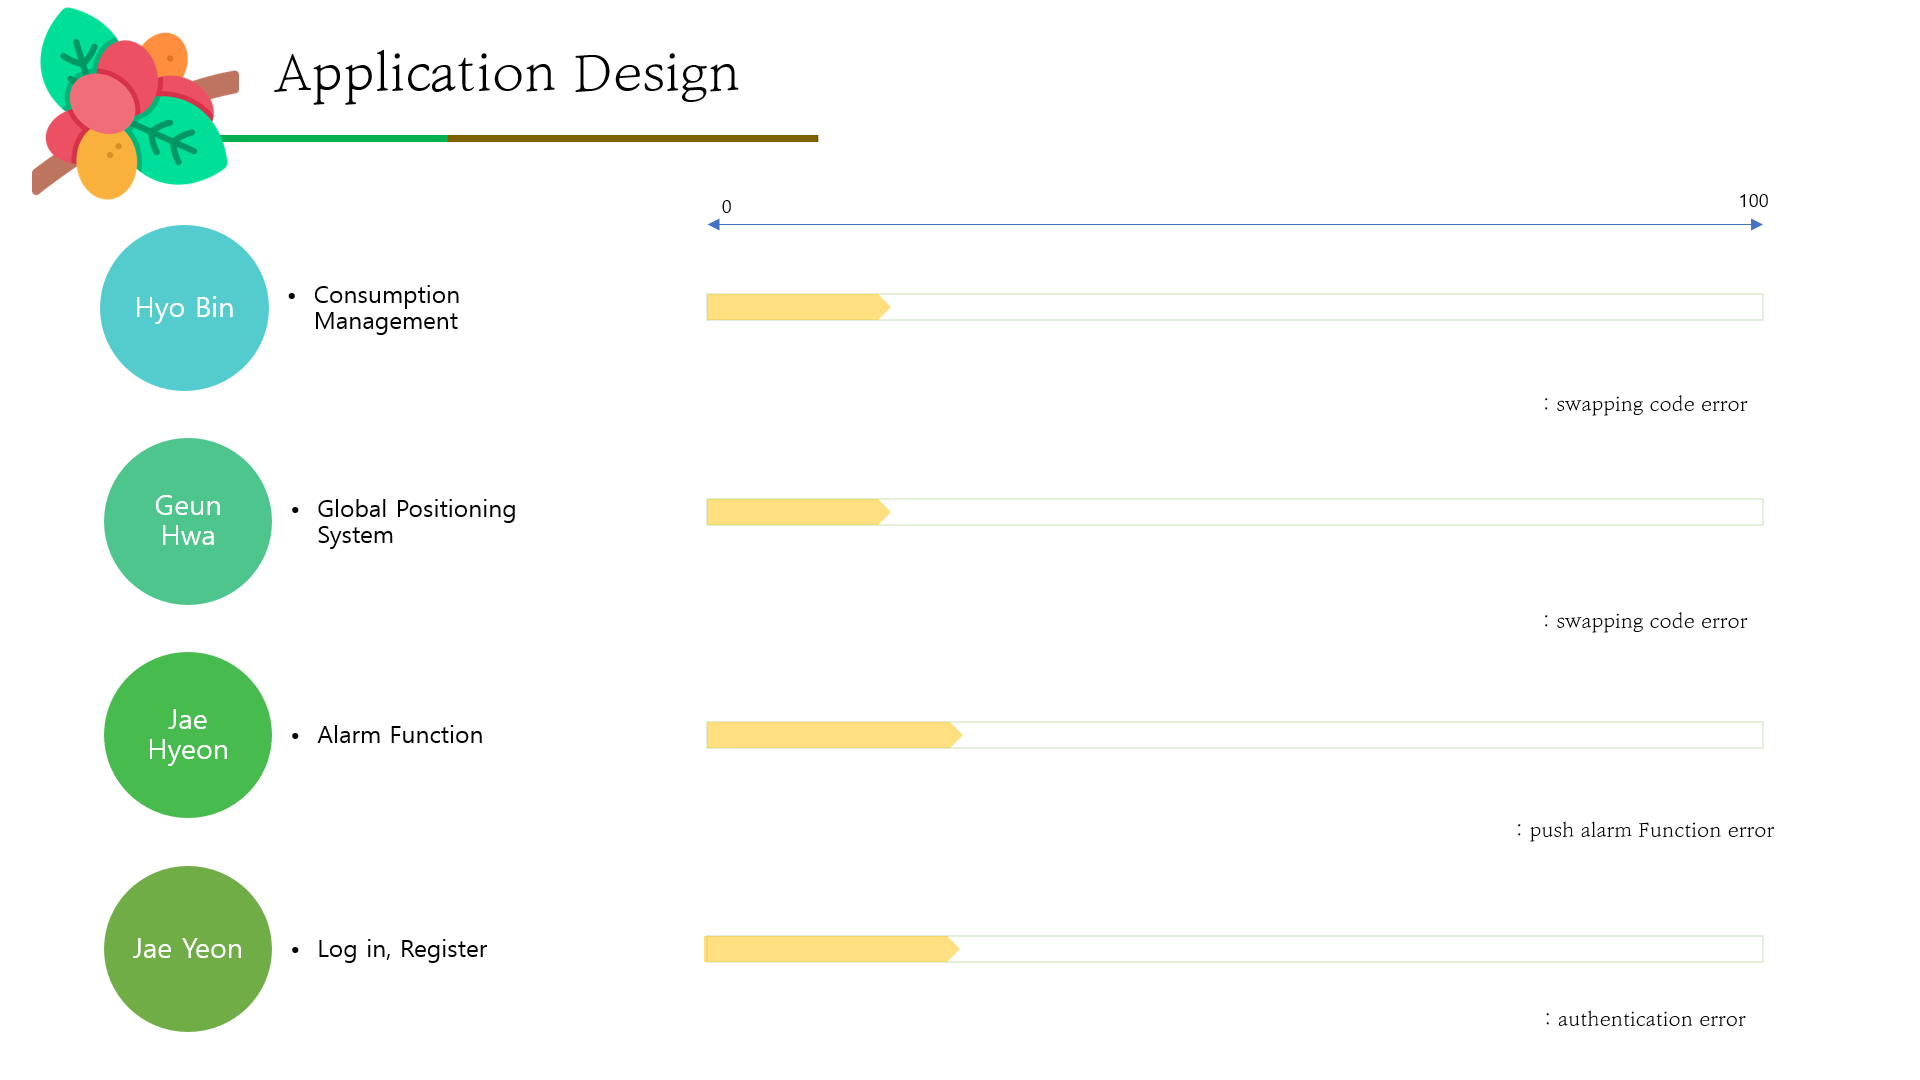 Application Design
0
100
Hyo Bin
• Consumption
Management
: swapping code error
Geun
Hwa
• Global Positioning
System
: swapping code error
Jae
Hyeon
• Alarm Function
: push alarm Function error
Jae Yeon
• Log in, Register
: authentication error